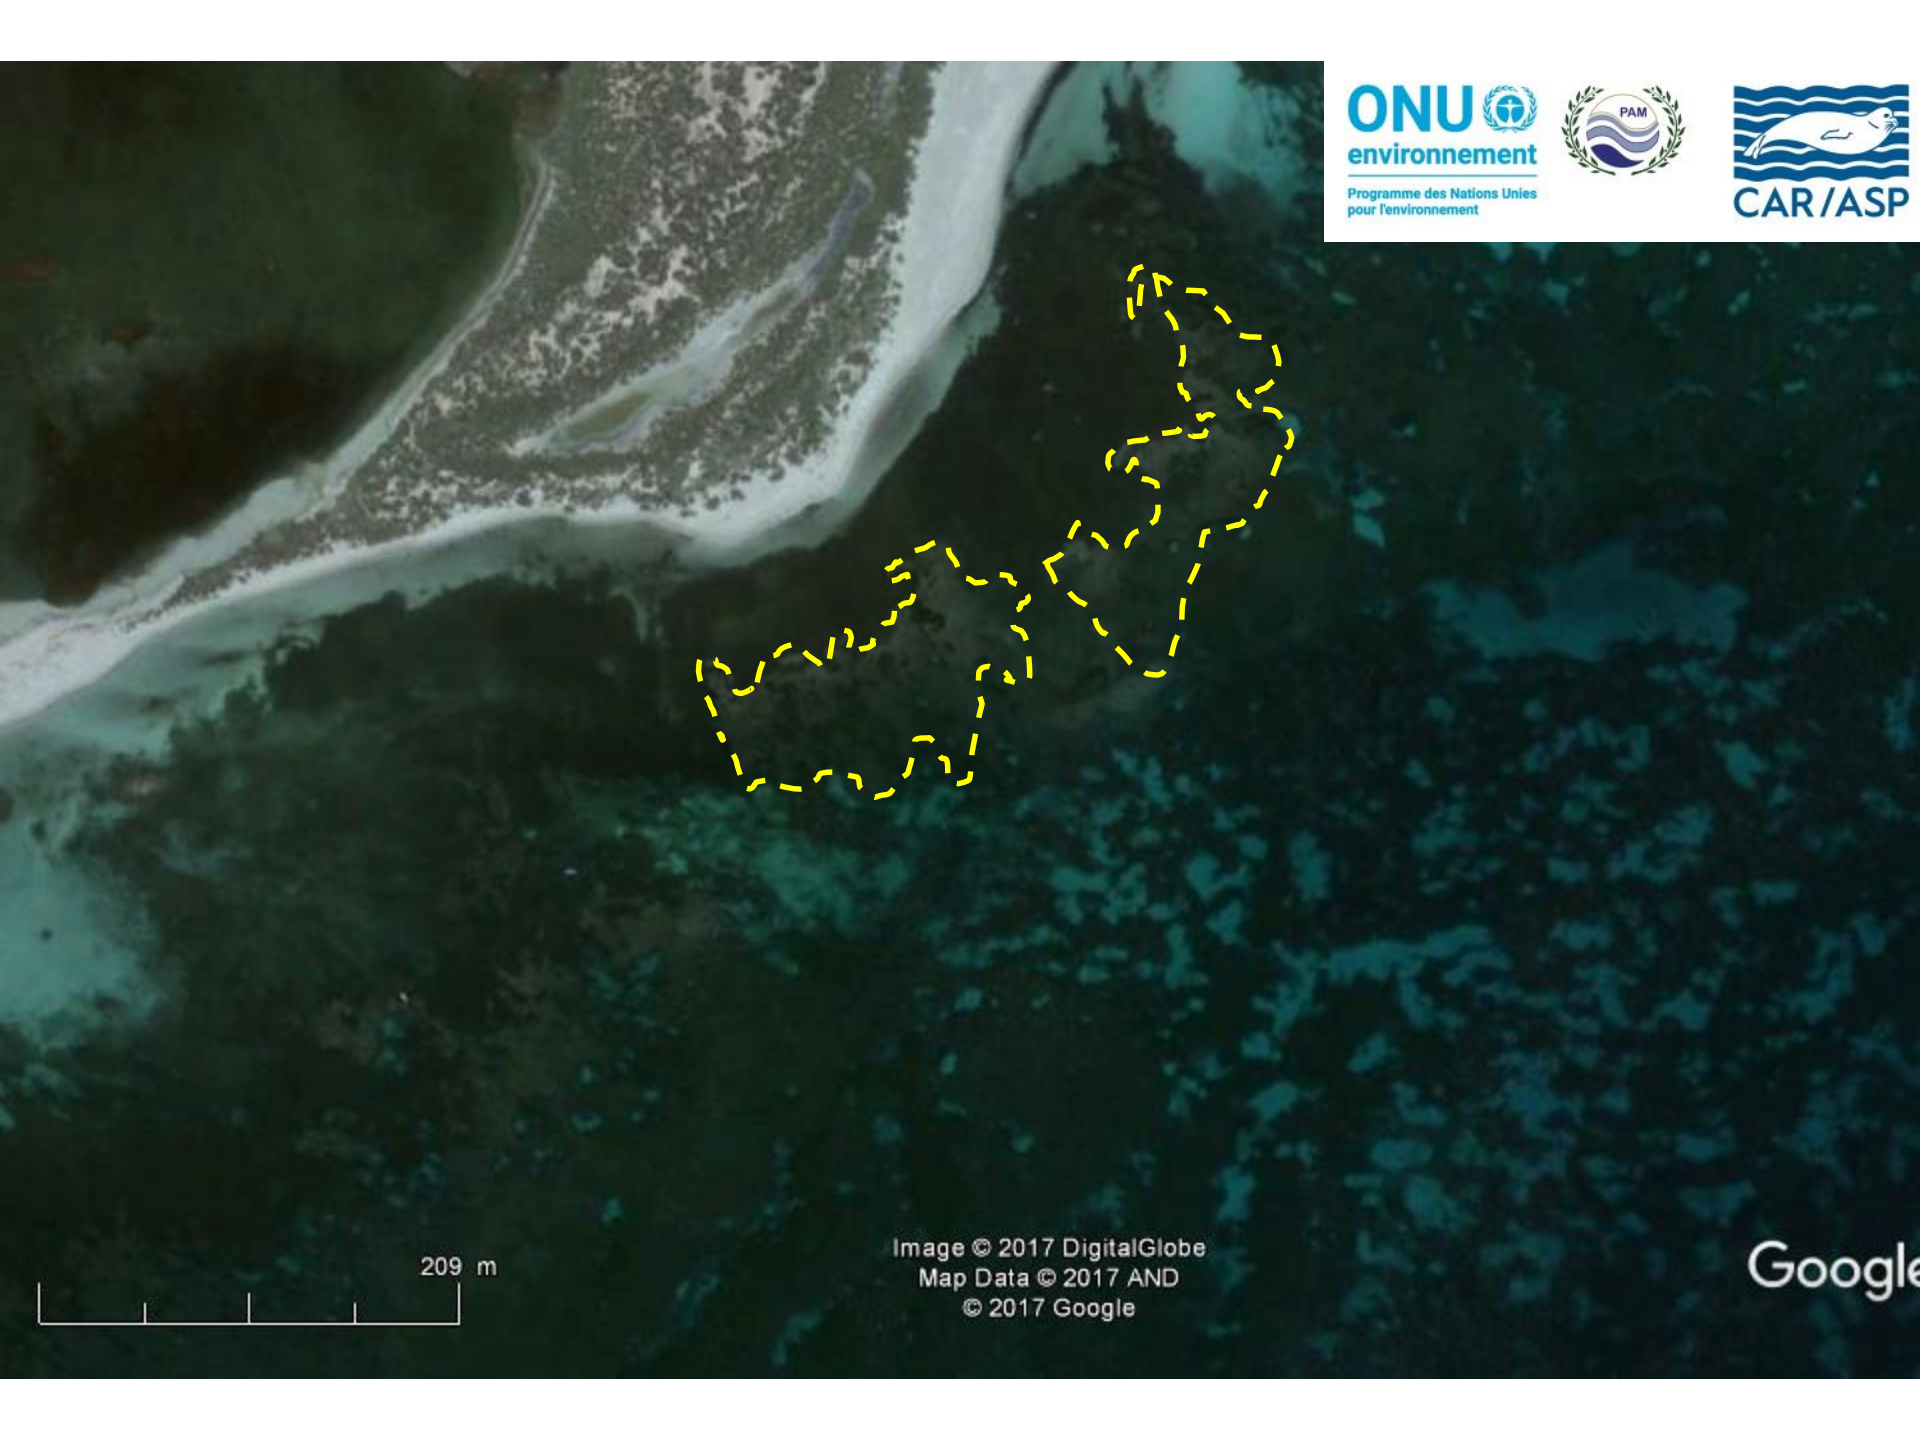 ONU
environnement
Programme des Nations Unies
pour l'environnement
PAM
CAR/ASP
209 m
Image © 2017 DigitalGlobe
Map Data © 2017 AND
© 2017 Google
Google